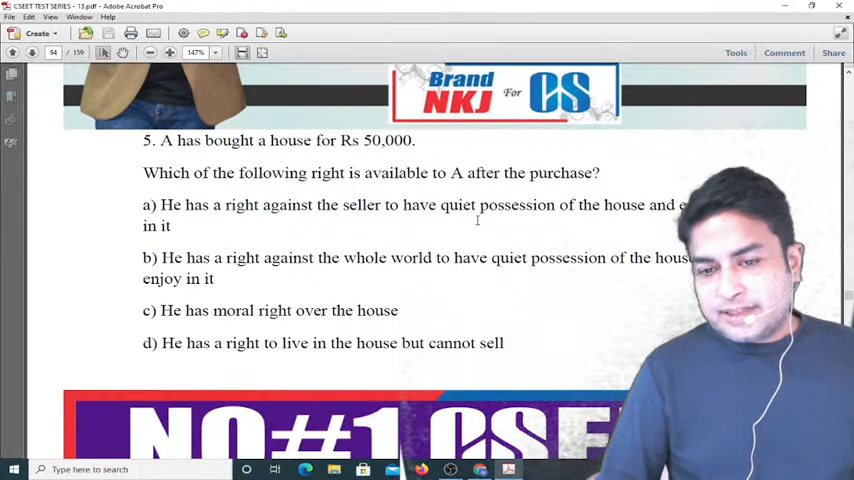 CSEET TEST SERIES - 13.pdf - Adobe Acrobat Pro
File Edit View Window Help
Create
94 / 159 147% Tools Comment Share
Brand
NKJ For CS
5. A has bought a house for Rs 50,000.
Which of the following right is available to A after the purchase?
a) He has a right against the seller to have quiet possession of the house and
in it
b) He has a right against the whole world to have quiet possession of the
enjoy in it
c) He has moral right over the house
d) He has a right to live in the house but cannot sell
NO#1
Type here to search